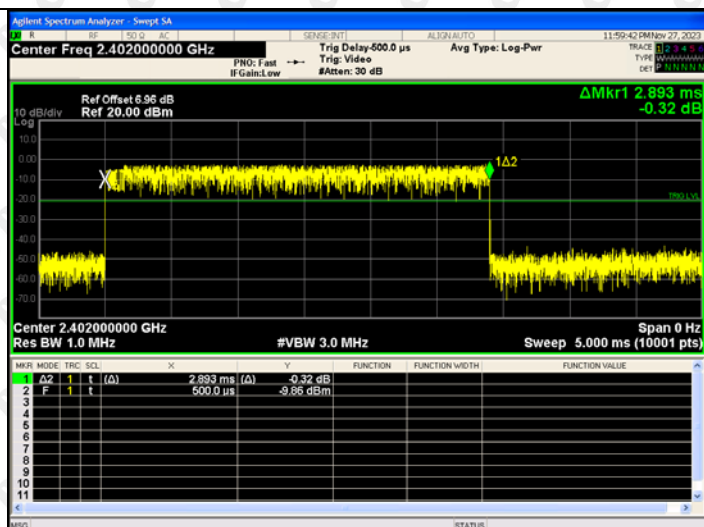 Agilent Spectrum Analyzer - Swept SA
R RF 50 Ω AC SENSE:INT ALIGN AUTO 11:59:42 PM Nov 27, 2023
Center Freq 2.402000000 GHz
PNO: Fast
IFGain:Low
Trig Delay-500.0 µs
Trig: Video
#Atten: 30 dB
Avg Type: Log-Pwr
TRACE 1 2 3 4 5 6
TYPE W
DET P N N N N N
ΔMkr1 2.893 ms
-0.32 dB
Ref Offset 6.96 dB
10 dB/div Ref 20.00 dBm
Log
10.0
0.00
-10.0
-20.0
-30.0
-40.0
-50.0
-60.0
-70.0
1Δ2
TRIG LVL
Center 2.402000000 GHz Span 0 Hz
Res BW 1.0 MHz #VBW 3.0 MHz Sweep 5.000 ms (10001 pts)
MKR MODE TRC SCL X Y FUNCTION FUNCTION WIDTH FUNCTION VALUE
1 Δ2 1 t (Δ) 2.893 ms (Δ) -0.32 dB
2 F 1 t 500.0 µs -9.86 dBm
3
4
5
6
7
8
9
10
11
MSG STATUS